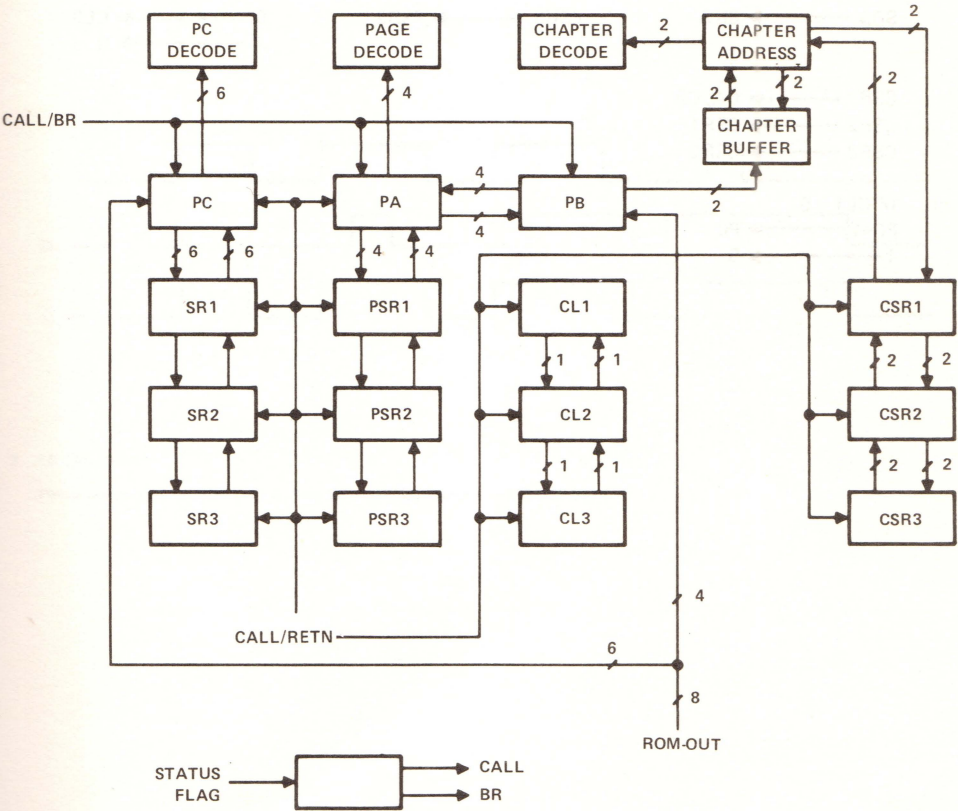 PC
DECODE
PAGE
DECODE
CHAPTER
DECODE
2
CHAPTER
ADDRESS
2
2
6
4
2
2
CHAPTER
BUFFER
CALL/BR
PC
PA
4
4
PB
2
6
6
4
4
SR1
PSR1
CL1
CSR1
1
1
2
2
SR2
PSR2
CL2
CSR2
1
1
2
2
SR3
PSR3
CL3
CSR3
4
CALL/RETN
6
8
ROM-OUT
STATUS
FLAG
CALL
BR